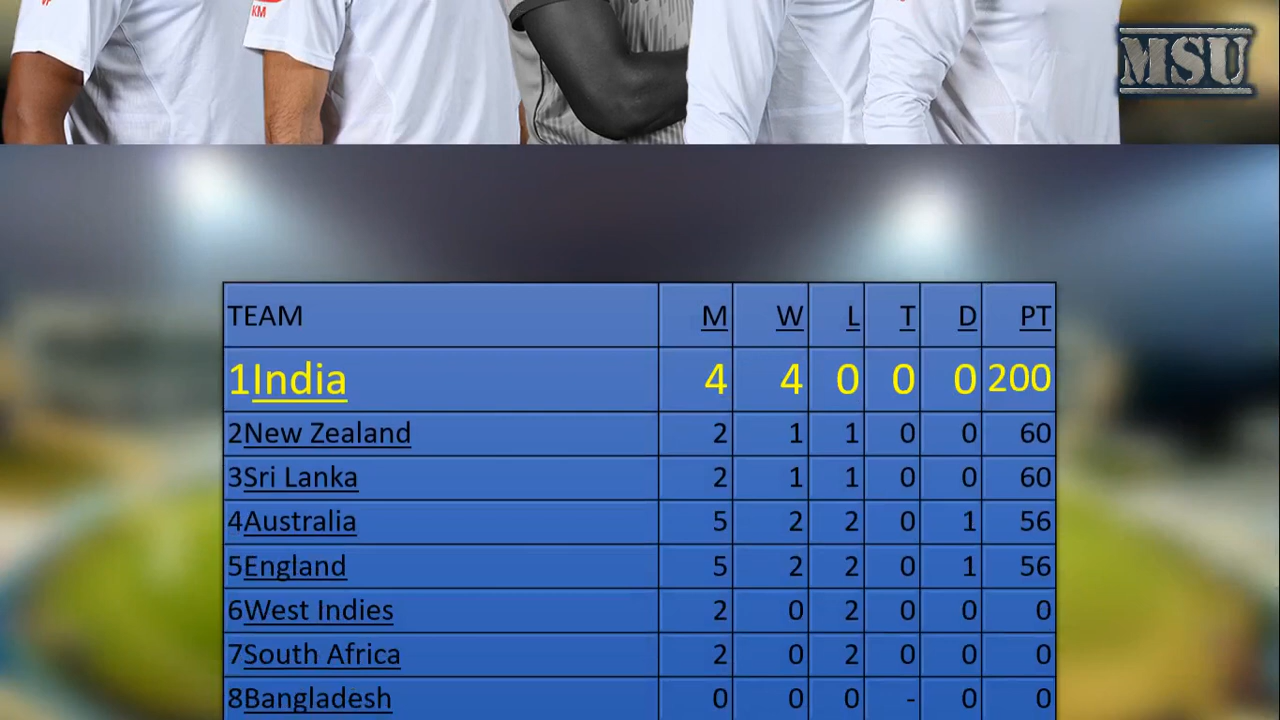 VP
KM
MSU
TEAM M W L T D PT
1India 4 4 0 0 0 200
2New Zealand 2 1 1 0 0 60
3Sri Lanka 2 1 1 0 0 60
4Australia 5 2 2 0 1 56
5England 5 2 2 0 1 56
6West Indies 2 0 2 0 0 0
7South Africa 2 0 2 0 0 0
8Bangladesh 0 0 0 - 0 0